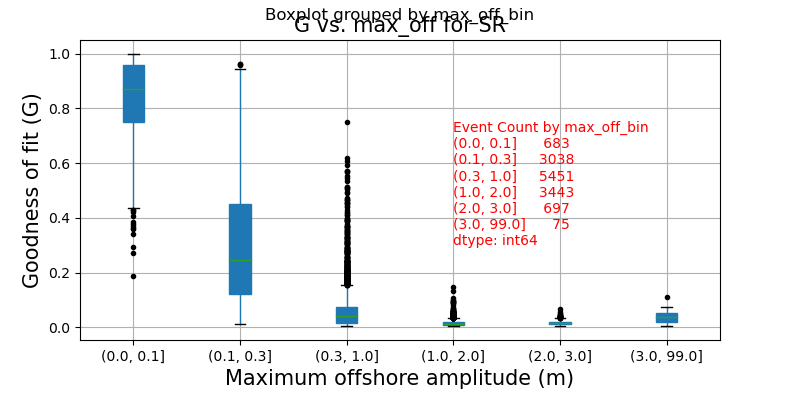 Boxplot grouped by max_off_bin
G vs. max_off for SR
Goodness of fit (G)
1.0
0.8
0.6
0.4
0.2
0.0
Event Count by max_off_bin
(0.0, 0.1] 683
(0.1, 0.3] 3038
(0.3, 1.0] 5451
(1.0, 2.0] 3443
(2.0, 3.0] 697
(3.0, 99.0] 75
dtype: int64
(0.0, 0.1] (0.1, 0.3] (0.3, 1.0] (1.0, 2.0] (2.0, 3.0] (3.0, 99.0]
Maximum offshore amplitude (m)